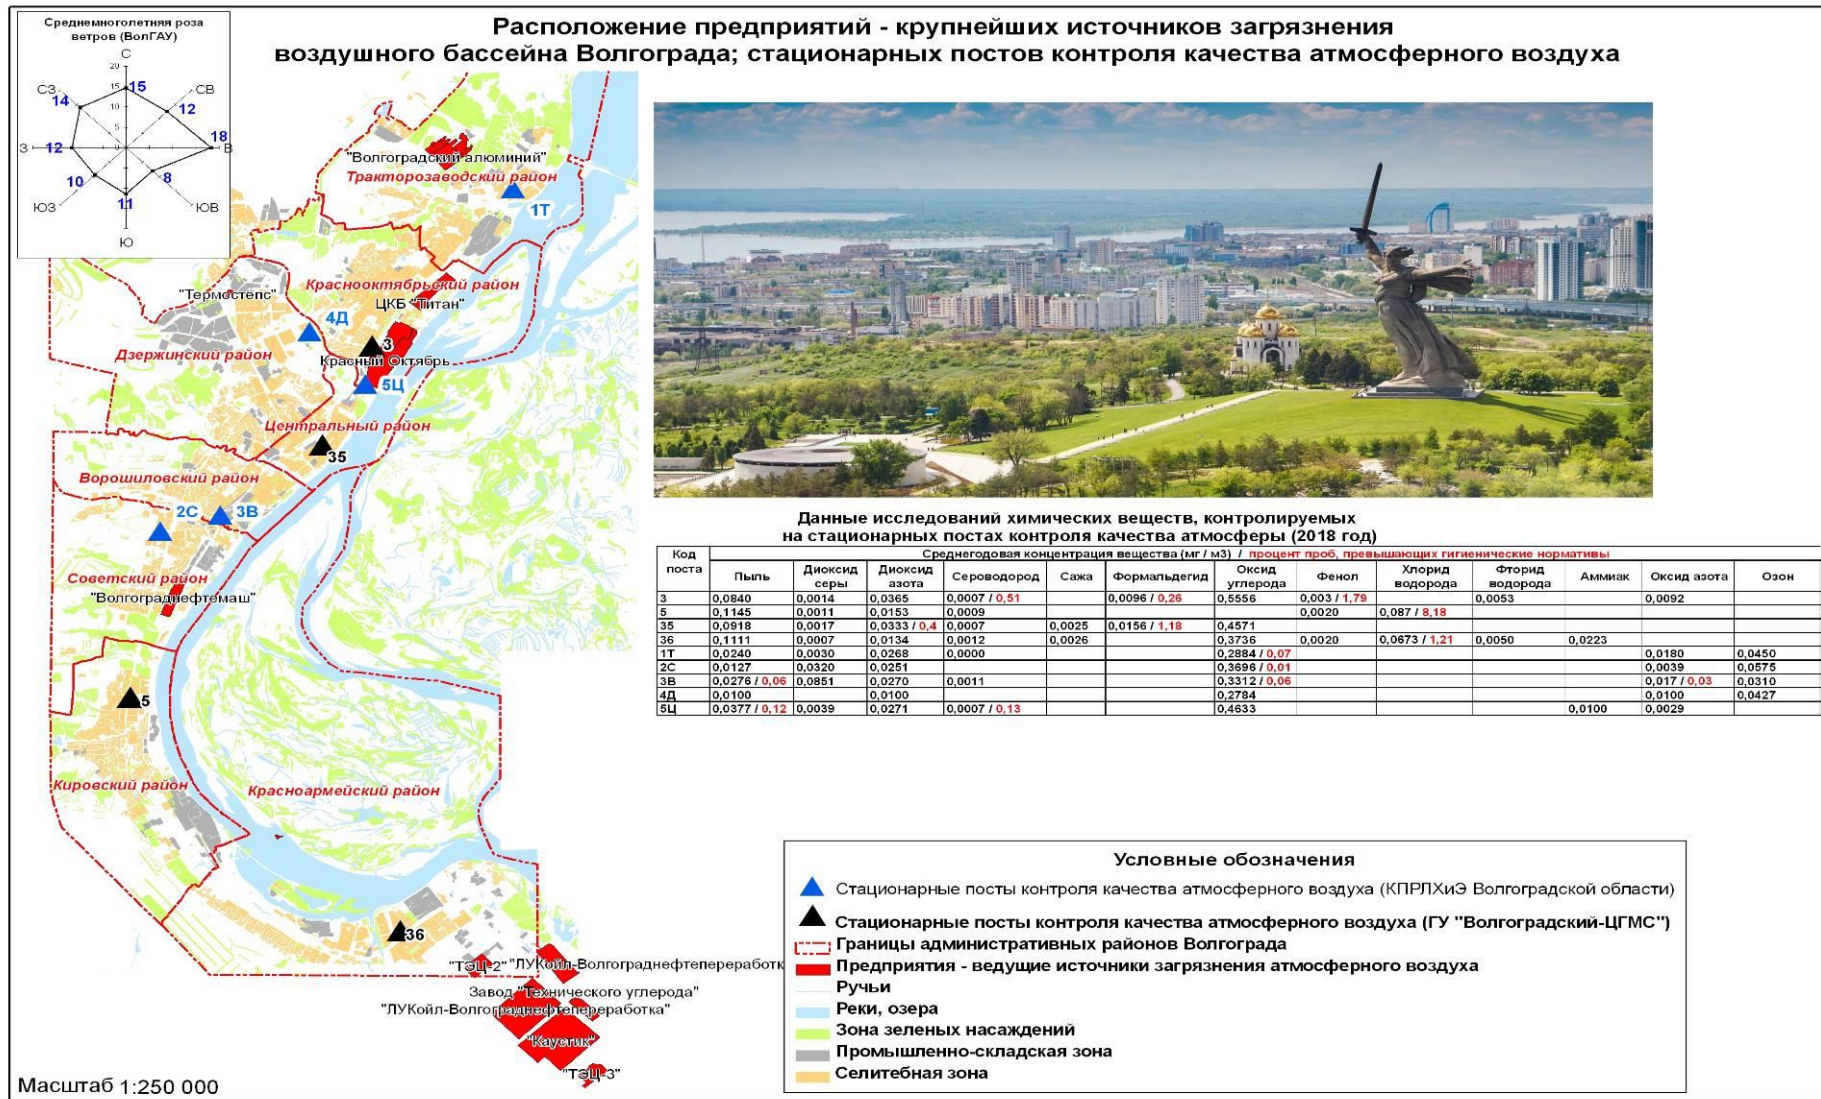 Расположение предприятий - крупнейших источников загрязнения
воздушного бассейна Волгограда; стационарных постов контроля качества атмосферного воздуха
Среднемноголетняя роза
ветров (ВолГАУ)
С
20
15
15
СЗ
СВ
14
12
10
5
18
З
12
0
В
10
8
11
ЮЗ
ЮВ
Ю
"Волгоградский алюминий"
Тракторозаводский район
1Т
Краснооктябрьский район
"Термостепс"
ЦКБ "Титан"
4Д
3
Дзержинский район
Красный Октябрь
5Ц
Центральный район
35
Ворошиловский район
2С
3В
Советский район
"Волгограднефтемаш"
5
Кировский район
Красноармейский район
36
"ТЭЦ-2"
"ЛУКойл-Волгограднефтепереработк
Завод "Технического углерода"
"ЛУКойл-Волгограднефтепереработка"
"Каустик"
"ТЭЦ-3"
Масштаб 1:250 000
Данные исследований химических веществ, контролируемых
на стационарных постах контроля качества атмосферы (2018 год)
Код поста
Среднегодовая концентрация вещества (мг / м3) / процент проб, превышающих гигиенические нормативы
Пыль Диоксид серы Диоксид азота Сероводород Сажа Формальдегид Оксид углерода Фенол Хлорид водорода Фторид водорода Аммиак Оксид азота Озон
3 0,0840 0,0014 0,0365 0,0007 / 0,51 0,0096 / 0,26 0,5556 0,003 / 1,79 0,0053 0,0092
5 0,1145 0,0011 0,0153 0,0009 0,0020 0,087 / 8,18
35 0,0918 0,0017 0,0333 / 0,4 0,0007 0,0025 0,0156 / 1,18 0,4571
36 0,1111 0,0007 0,0134 0,0012 0,0026 0,3736 0,0020 0,0673 / 1,21 0,0050 0,0223
1Т 0,0240 0,0030 0,0268 0,0000 0,2884 / 0,07 0,0180 0,0450
2С 0,0127 0,0320 0,0251 0,3696 / 0,01 0,0039 0,0575
3В 0,0276 / 0,06 0,0851 0,0270 0,0011 0,3312 / 0,06 0,017 / 0,03 0,0310
4Д 0,0100 0,0100 0,2784 0,0100 0,0427
5Ц 0,0377 / 0,12 0,0039 0,0271 0,0007 / 0,13 0,4633 0,0100 0,0029
Условные обозначения
Стационарные посты контроля качества атмосферного воздуха (КПРЛХиЭ Волгоградской области)
Стационарные посты контроля качества атмосферного воздуха (ГУ "Волгоградский-ЦГМС")
Границы административных районов Волгограда
Предприятия - ведущие источники загрязнения атмосферного воздуха
Ручьи
Реки, озера
Зона зеленых насаждений
Промышленно-складская зона
Селитебная зона